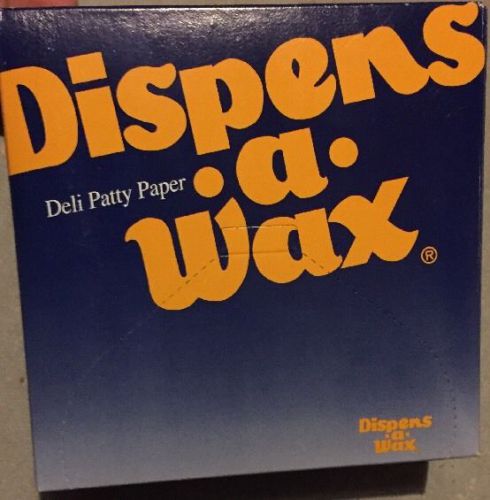 Dispens
Deli Patty Paper
·a·
wax®
Dispens
·a·
wax